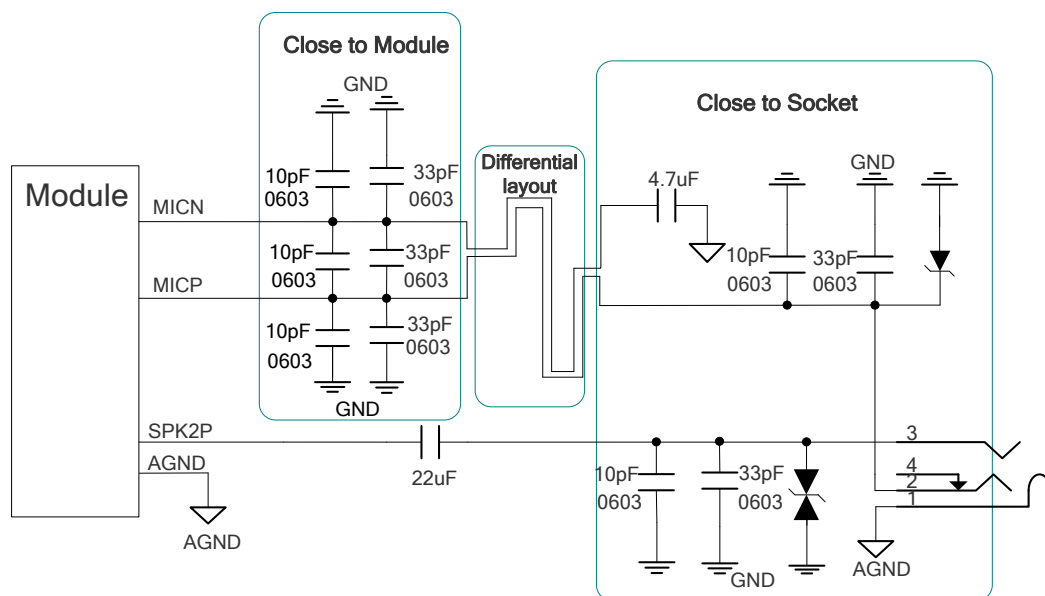 Close to Module
GND
10pF
0603
33pF
0603
Module
MICN
10pF
0603
33pF
0603
MICP
10pF
0603
33pF
0603
GND
Differential
layout
Close to Socket
4.7uF
GND
10pF
0603
33pF
0603
SPK2P
22uF
AGND
AGND
10pF
0603
33pF
0603
GND
3
4
2
1
AGND